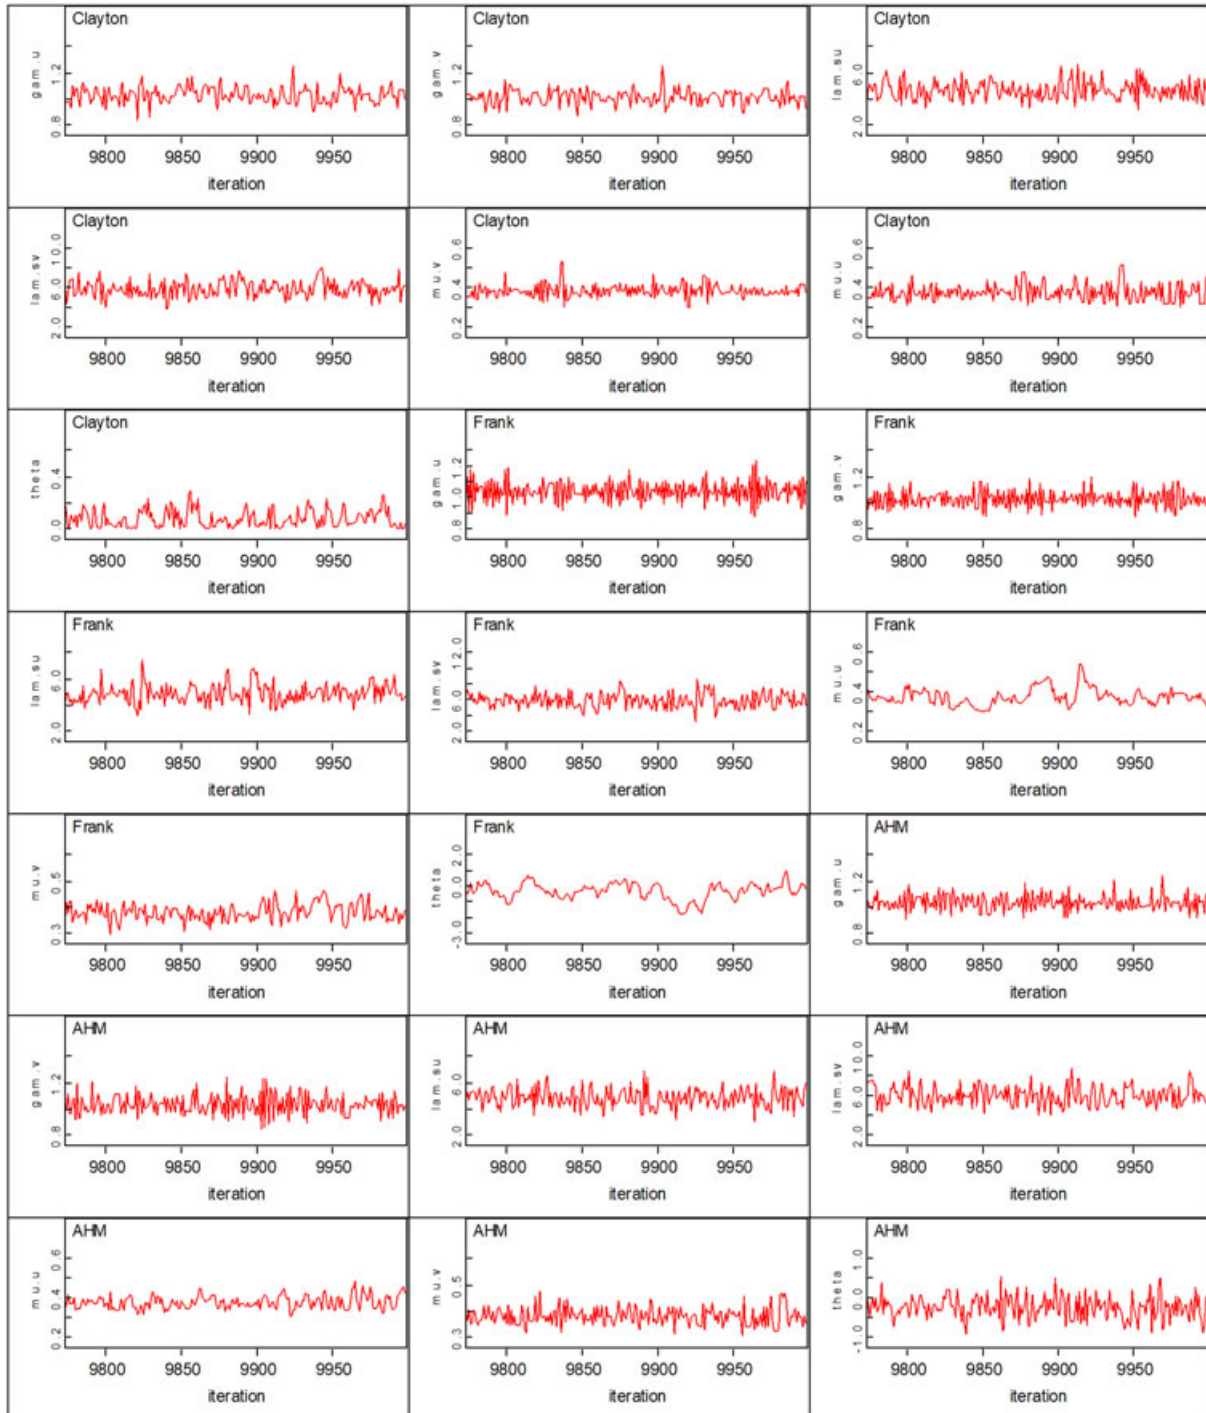 Clayton Clayton Clayton
gam.u 0.8 1.2 gam.v 0.8 1.2 lam.su 2.0 6.0
9800 9850 9900 9950 9800 9850 9900 9950 9800 9850 9900 9950
iteration iteration iteration
Clayton Clayton Clayton
lam.sv 2.0 6.0 10.0 mu.v 0.2 0.4 0.6 mu.u 0.2 0.4 0.6
9800 9850 9900 9950 9800 9850 9900 9950 9800 9850 9900 9950
iteration iteration iteration
Clayton Frank Frank
theta 0.0 0.4 gam.u 0.8 1.0 1.2 gam.v 0.8 1.2
9800 9850 9900 9950 9800 9850 9900 9950 9800 9850 9900 9950
iteration iteration iteration
Frank Frank Frank
lam.su 2.0 6.0 lam.sv 2.0 6.0 12.0 mu.u 0.2 0.4 0.6
9800 9850 9900 9950 9800 9850 9900 9950 9800 9850 9900 9950
iteration iteration iteration
Frank Frank AHM
mu.v 0.3 0.5 theta -3.0 0.0 2.0 gam.u 0.8 1.2
9800 9850 9900 9950 9800 9850 9900 9950 9800 9850 9900 9950
iteration iteration iteration
AHM AHM AHM
gam.v 0.8 1.2 lam.su 2.0 6.0 lam.sv 2.0 6.0 10.0
9800 9850 9900 9950 9800 9850 9900 9950 9800 9850 9900 9950
iteration iteration iteration
AHM AHM AHM
mu.u 0.2 0.4 0.6 mu.v 0.3 0.5 theta -1.0 0.0 1.0
9800 9850 9900 9950 9800 9850 9900 9950 9800 9850 9900 9950
iteration iteration iteration